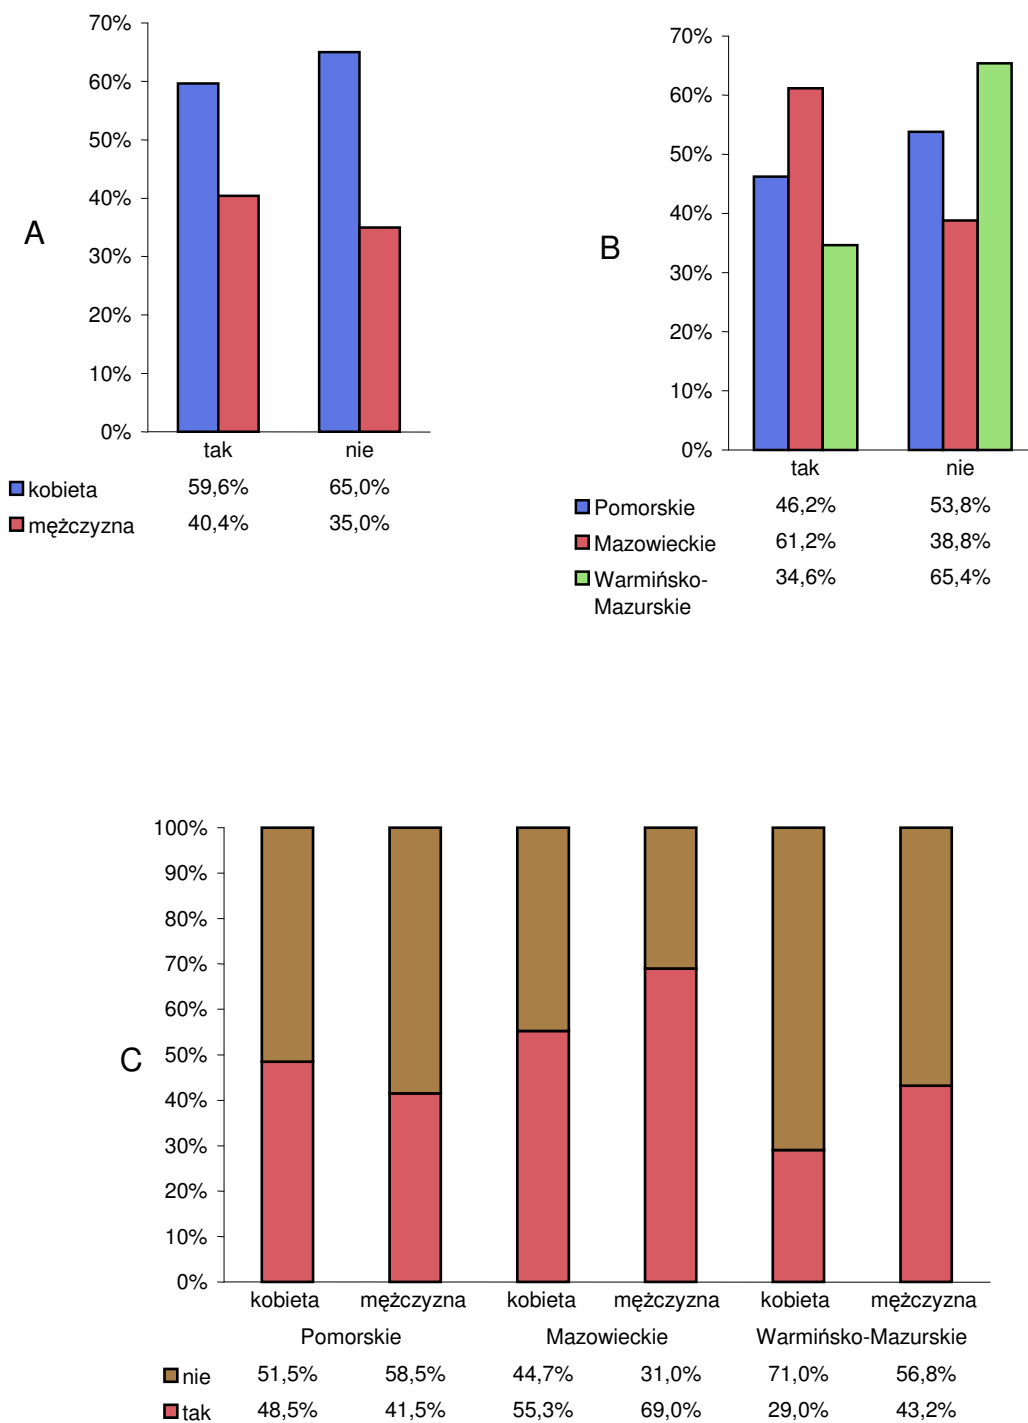 70%
60%
50%
40%
30%
20%
10%
0%
A
tak nie
kobieta 59,6% 65,0%
mężczyzna 40,4% 35,0%
70%
60%
50%
40%
30%
20%
10%
0%
B
tak nie
Pomorskie 46,2% 53,8%
Mazowieckie 61,2% 38,8%
Warmińsko- 34,6% 65,4%
Mazurskie
100%
90%
80%
70%
60%
50%
40%
30%
20%
10%
0%
C
kobieta mężczyzna kobieta mężczyzna kobieta mężczyzna
Pomorskie Mazowieckie Warmińsko-Mazurskie
nie 51,5% 58,5% 44,7% 31,0% 71,0% 56,8%
tak 48,5% 41,5% 55,3% 69,0% 29,0% 43,2%